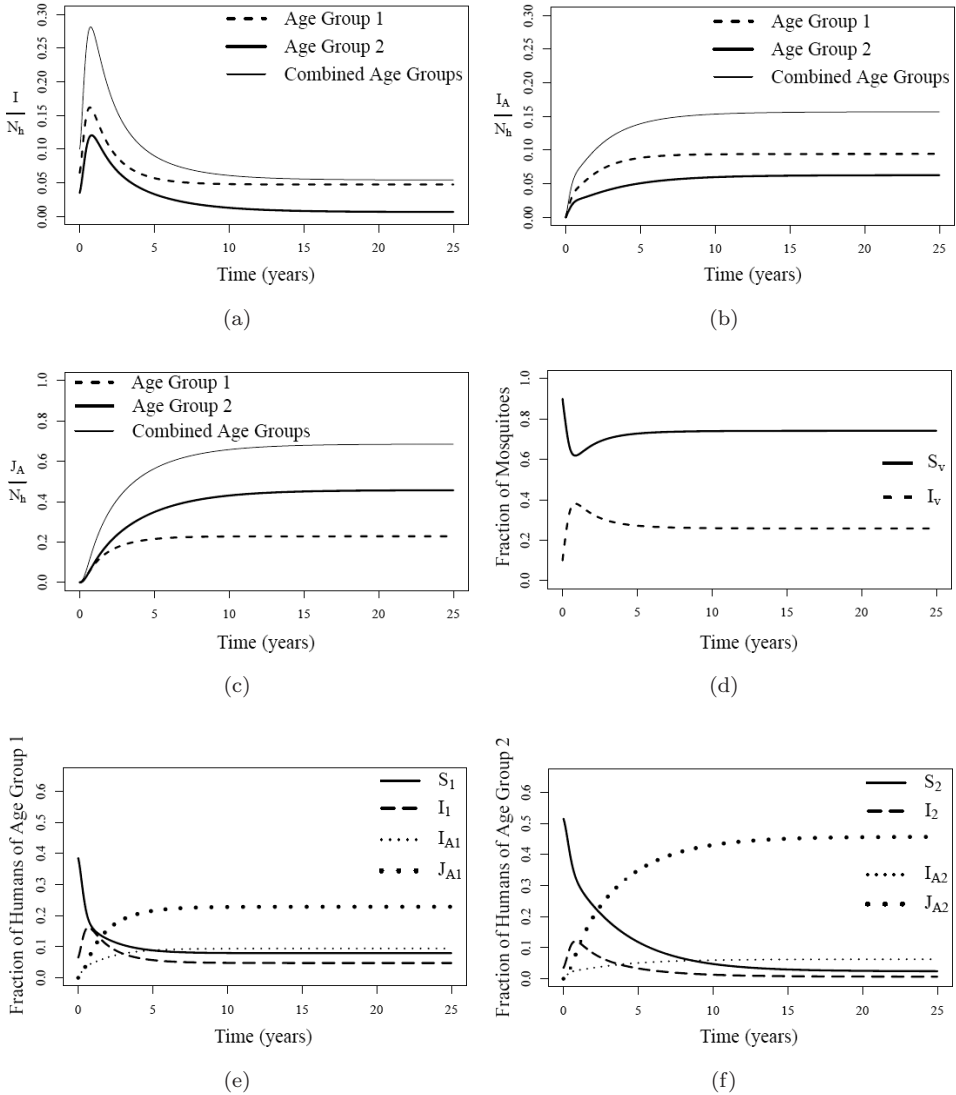 0.00 0.05 0.10 0.15 0.20 0.25 0.30
I
N_h
Age Group 1
Age Group 2
Combined Age Groups
0 5 10 15 20 25
Time (years)
(a)
0.00 0.05 0.10 0.15 0.20 0.25 0.30
I_A
N_h
Age Group 1
Age Group 2
Combined Age Groups
0 5 10 15 20 25
Time (years)
(b)
0.0 0.2 0.4 0.6 0.8 1.0
J_A
N_h
Age Group 1
Age Group 2
Combined Age Groups
0 5 10 15 20 25
Time (years)
(c)
Fraction of Mosquitoes
0.0 0.2 0.4 0.6 0.8 1.0
S_v
I_v
0 5 10 15 20 25
Time (years)
(d)
Fraction of Humans of Age Group 1
0.0 0.1 0.2 0.3 0.4 0.5 0.6
S_1
I_1
I_A1
J_A1
0 5 10 15 20 25
Time (years)
(e)
Fraction of Humans of Age Group 2
0.0 0.1 0.2 0.3 0.4 0.5 0.6
S_2
I_2
I_A2
J_A2
0 5 10 15 20 25
Time (years)
(f)